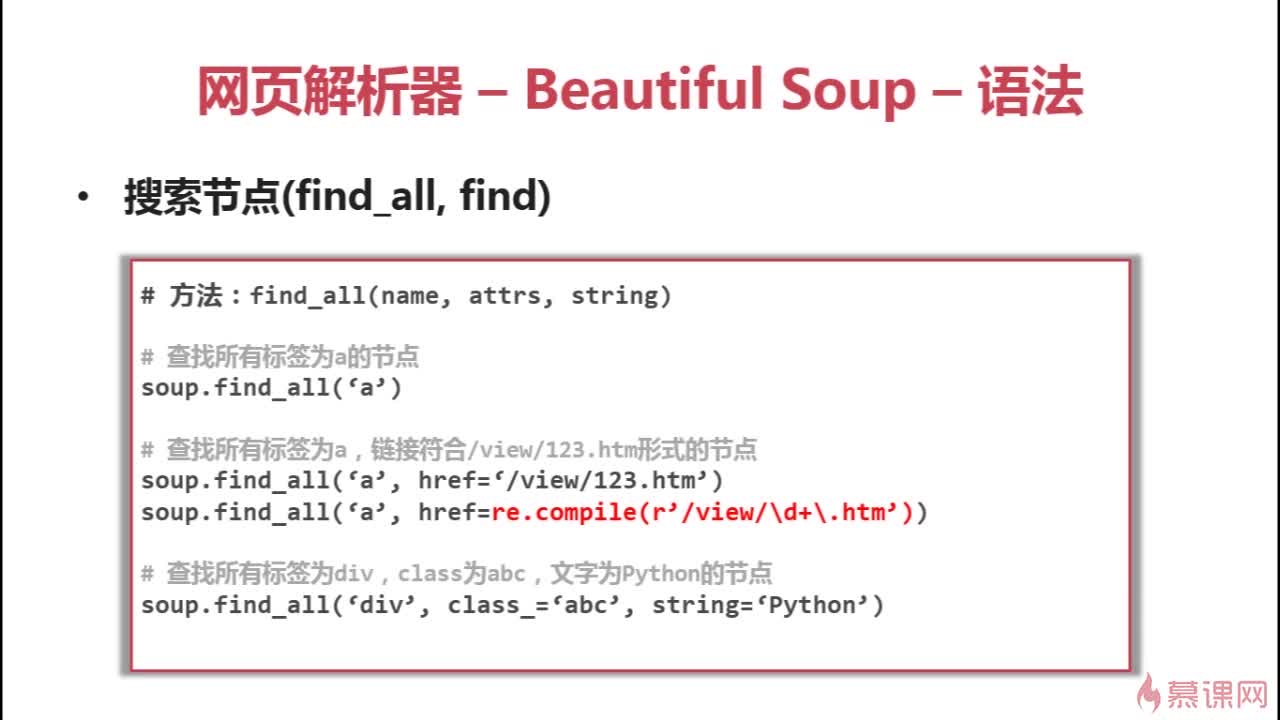 网页解析器 – Beautiful Soup – 语法
• 搜索节点(find_all, find)
# 方法：find_all(name, attrs, string)
# 查找所有标签为a的节点
soup.find_all(‘a’)
# 查找所有标签为a，链接符合/view/123.htm形式的节点
soup.find_all(‘a’, href=‘/view/123.htm’)
soup.find_all(‘a’, href=re.compile(r’/view/\d+\.htm’))
# 查找所有标签为div，class为abc，文字为Python的节点
soup.find_all(‘div’, class_=‘abc’, string=‘Python’)
慕课网